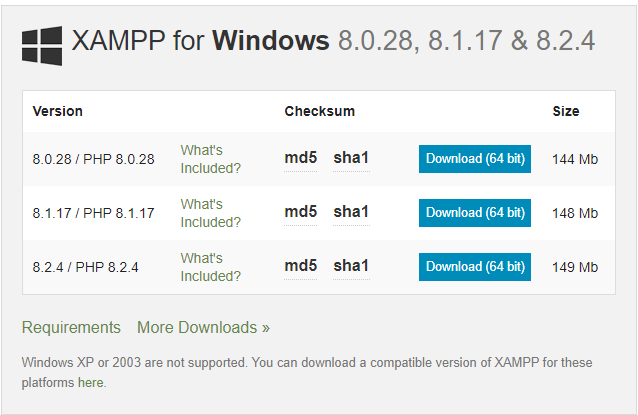 XAMPP for Windows 8.0.28, 8.1.17 & 8.2.4
Version Checksum Size
8.0.28 / PHP 8.0.28 What's Included? md5 sha1 Download (64 bit) 144 Mb
8.1.17 / PHP 8.1.17 What's Included? md5 sha1 Download (64 bit) 148 Mb
8.2.4 / PHP 8.2.4 What's Included? md5 sha1 Download (64 bit) 149 Mb
Requirements More Downloads »
Windows XP or 2003 are not supported. You can download a compatible version of XAMPP for these
platforms here.